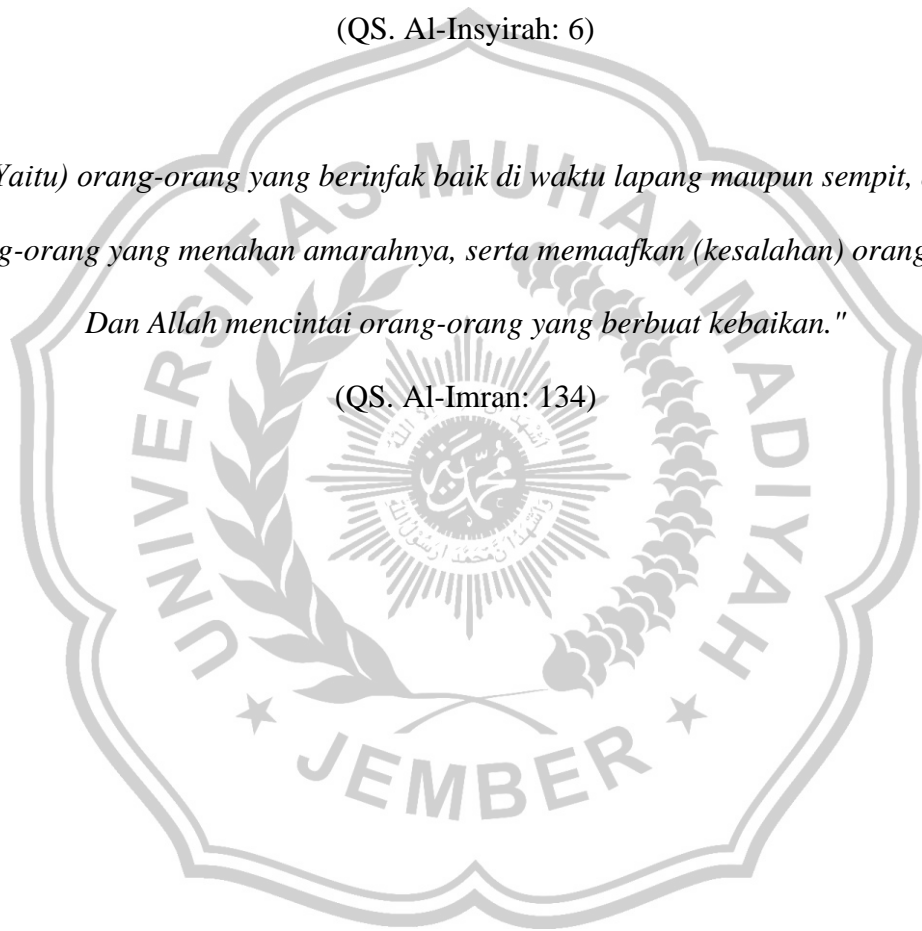 (QS. Al-Insyirah: 6)
Yaitu) orang-orang yang berinfak baik di waktu lapang maupun sempit,
g-orang yang menahan amarahnya, serta memaafkan (kesalahan) orang
Dan Allah mencintai orang-orang yang berbuat kebaikan."
(QS. Al-Imran: 134)
UNIVERSITAS MUHAMMADIYAH
JEMBER